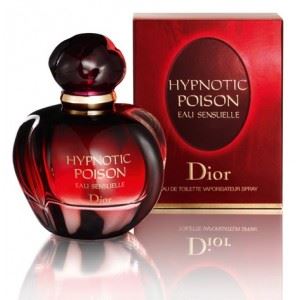 HYPNOTIC
POISON
EAU SENSUELLE
Dior
HYPNOTIC
POISON
EAU SENSUELLE
Dior
EAU DE TOILETTE VAPORISATEUR SPRAY